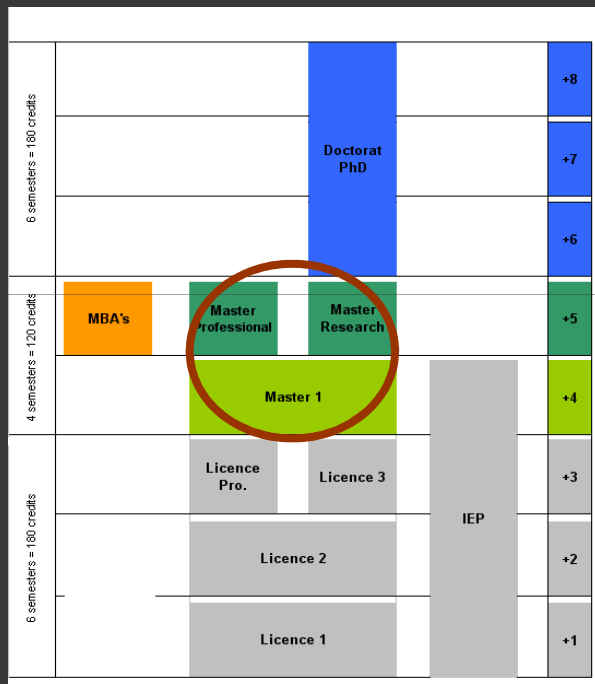 6 semesters = 180 credits
+8
Doctorat
PhD
+7
+6
4 semesters = 120 credits
MBA's
Master
Professional
Master
Research
+5
Master 1
+4
6 semesters = 180 credits
Licence
Pro.
Licence 3
+3
IEP
Licence 2
+2
Licence 1
+1